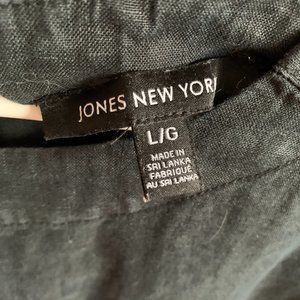 JONES NEW YOR
L/G
MADE IN
SRI LANKA
FABRIQUÉ
AU SRI LANKA